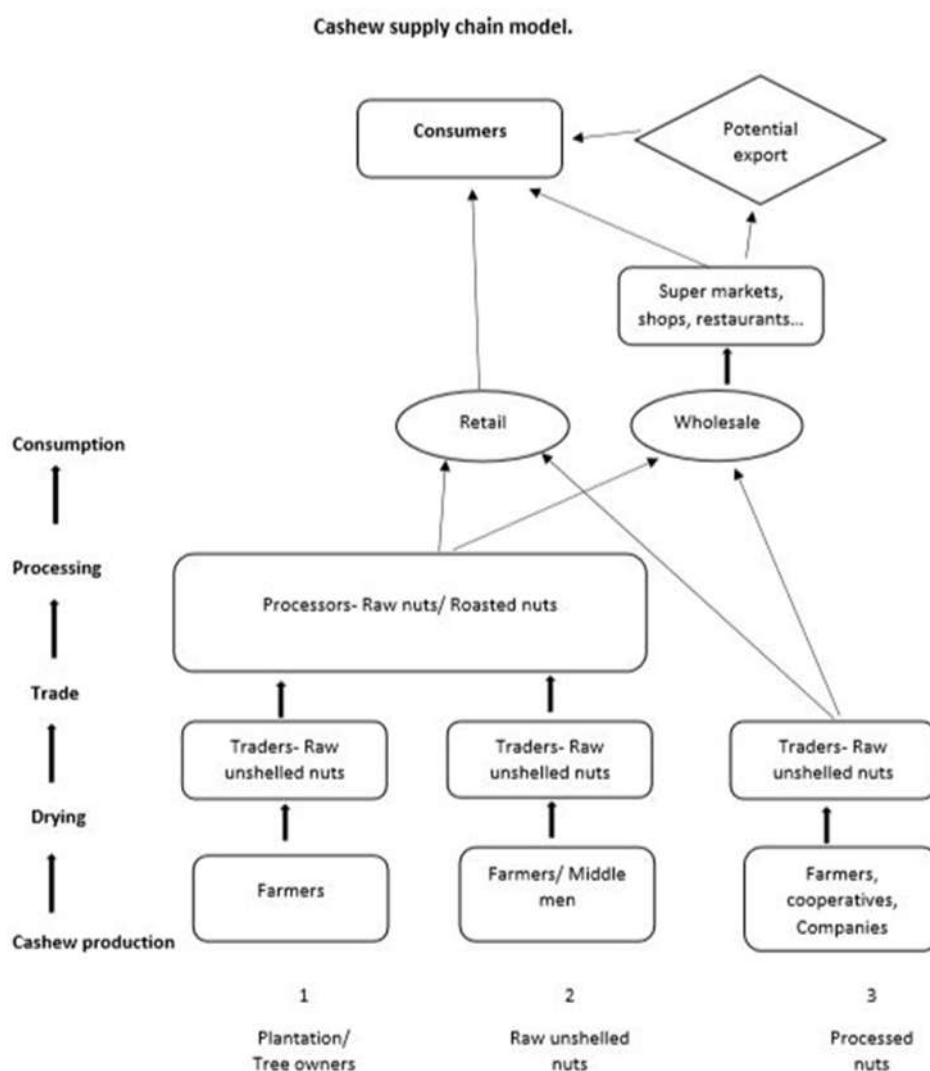 Cashew supply chain model.
Consumers
Potential
export
Super markets,
shops, restaurants...
Retail
Wholesale
Consumption
Processing
Processors- Raw nuts/ Roasted nuts
Trade
Traders- Raw
unshelled nuts
Traders- Raw
unshelled nuts
Traders- Raw
unshelled nuts
Drying
Farmers
Farmers/ Middle
men
Farmers,
cooperatives,
Companies
Cashew production
1
2
3
Plantation/
Tree owners
Raw unshelled
nuts
Processed
nuts